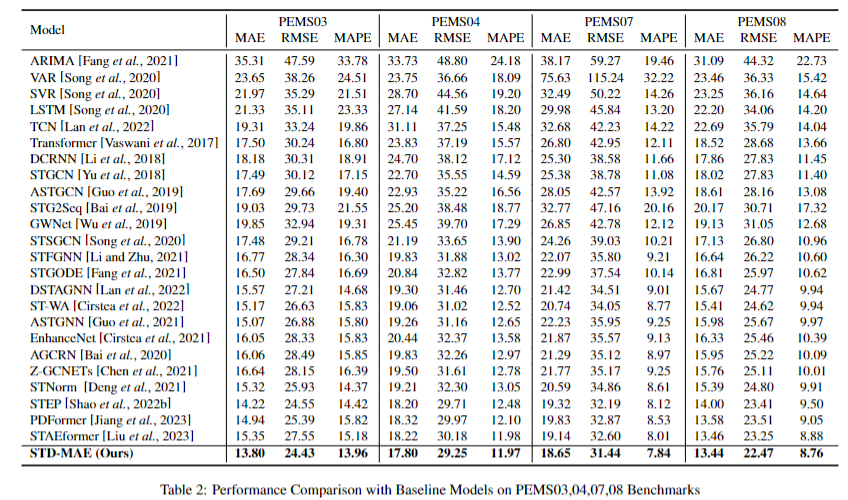 PEMS03 PEMS04 PEMS07 PEMS08
Model MAE RMSE MAPE MAE RMSE MAPE MAE RMSE MAPE MAE RMSE MAPE
ARIMA [Fang et al., 2021] 35.31 47.59 33.78 33.73 48.80 24.18 38.17 59.27 19.46 31.09 44.32 22.73
VAR [Song et al., 2020] 23.65 38.26 24.51 23.75 36.66 18.09 75.63 115.24 32.22 23.46 36.33 15.42
SVR [Song et al., 2020] 21.97 35.29 21.51 28.70 44.56 19.20 32.49 50.22 14.26 23.25 36.16 14.64
LSTM [Song et al., 2020] 21.33 35.11 23.33 27.14 41.59 18.20 29.98 45.84 13.20 22.20 34.06 14.20
TCN [Lan et al., 2022] 19.31 33.24 19.86 31.11 37.25 15.48 32.68 42.23 14.22 22.69 35.79 14.04
Transformer [Vaswani et al., 2017] 17.50 30.24 16.80 23.83 37.19 15.57 26.80 42.95 12.11 18.52 28.68 13.66
DCRNN [Li et al., 2018] 18.18 30.31 18.91 24.70 38.12 17.12 25.30 38.58 11.66 17.86 27.83 11.45
STGCN [Yu et al., 2018] 17.49 30.12 17.15 22.70 35.55 14.59 25.38 38.78 11.08 18.02 27.83 11.40
ASTGCN [Guo et al., 2019] 17.69 29.66 19.40 22.93 35.22 16.56 28.05 42.57 13.92 18.61 28.16 13.08
STG2Seq [Bai et al., 2019] 19.03 29.73 21.55 25.20 38.48 18.77 32.77 47.16 20.16 20.17 30.71 17.32
GWNet [Wu et al., 2019] 19.85 32.94 19.31 25.45 39.70 17.29 26.85 42.78 12.12 19.13 31.05 12.68
STSGCN [Song et al., 2020] 17.48 29.21 16.78 21.19 33.65 13.90 24.26 39.03 10.21 17.13 26.80 10.96
STFGNN [Li and Zhu, 2021] 16.77 28.34 16.30 19.83 31.88 13.02 22.07 35.80 9.21 16.64 26.22 10.60
STGODE [Fang et al., 2021] 16.50 27.84 16.69 20.84 32.82 13.77 22.99 37.54 10.14 16.81 25.97 10.62
DSTAGNN [Lan et al., 2022] 15.57 27.21 14.68 19.30 31.46 12.70 21.42 34.51 9.01 15.67 24.77 9.94
ST-WA [Cirstea et al., 2022] 15.17 26.63 15.83 19.06 31.02 12.52 20.74 34.05 8.77 15.41 24.62 9.94
ASTGNN [Guo et al., 2021] 15.07 26.88 15.80 19.26 31.16 12.65 22.23 35.95 9.25 15.98 25.67 9.97
EnhanceNet [Cirstea et al., 2021] 16.05 28.33 15.83 20.44 32.37 13.58 21.87 35.57 9.13 16.33 25.46 10.39
AGCRN [Bai et al., 2020] 16.06 28.49 15.85 19.83 32.26 12.97 21.29 35.12 8.97 15.95 25.22 10.09
Z-GCNETs [Chen et al., 2021] 16.64 28.15 16.39 19.50 31.61 12.78 21.77 35.17 9.25 15.76 25.11 10.01
STNorm [Deng et al., 2021] 15.32 25.93 14.37 19.21 32.30 13.05 20.59 34.86 8.61 15.39 24.80 9.91
STEP [Shao et al., 2022b] 14.22 24.55 14.42 18.20 29.71 12.48 19.32 32.19 8.12 14.00 23.41 9.50
PDFormer [Jiang et al., 2023] 14.94 25.39 15.82 18.32 29.97 12.10 19.83 32.87 8.53 13.58 23.51 9.05
STAEformer [Liu et al., 2023] 15.35 27.55 15.18 18.22 30.18 11.98 19.14 32.60 8.01 13.46 23.25 8.88
STD-MAE (Ours) 13.80 24.43 13.96 17.80 29.25 11.97 18.65 31.44 7.84 13.44 22.47 8.76
Table 2: Performance Comparison with Baseline Models on PEMS03,04,07,08 Benchmarks